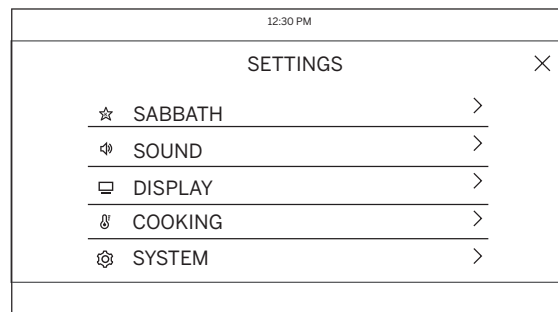 12:30 PM
SETTINGS
SABBATH
SOUND
DISPLAY
COOKING
SYSTEM